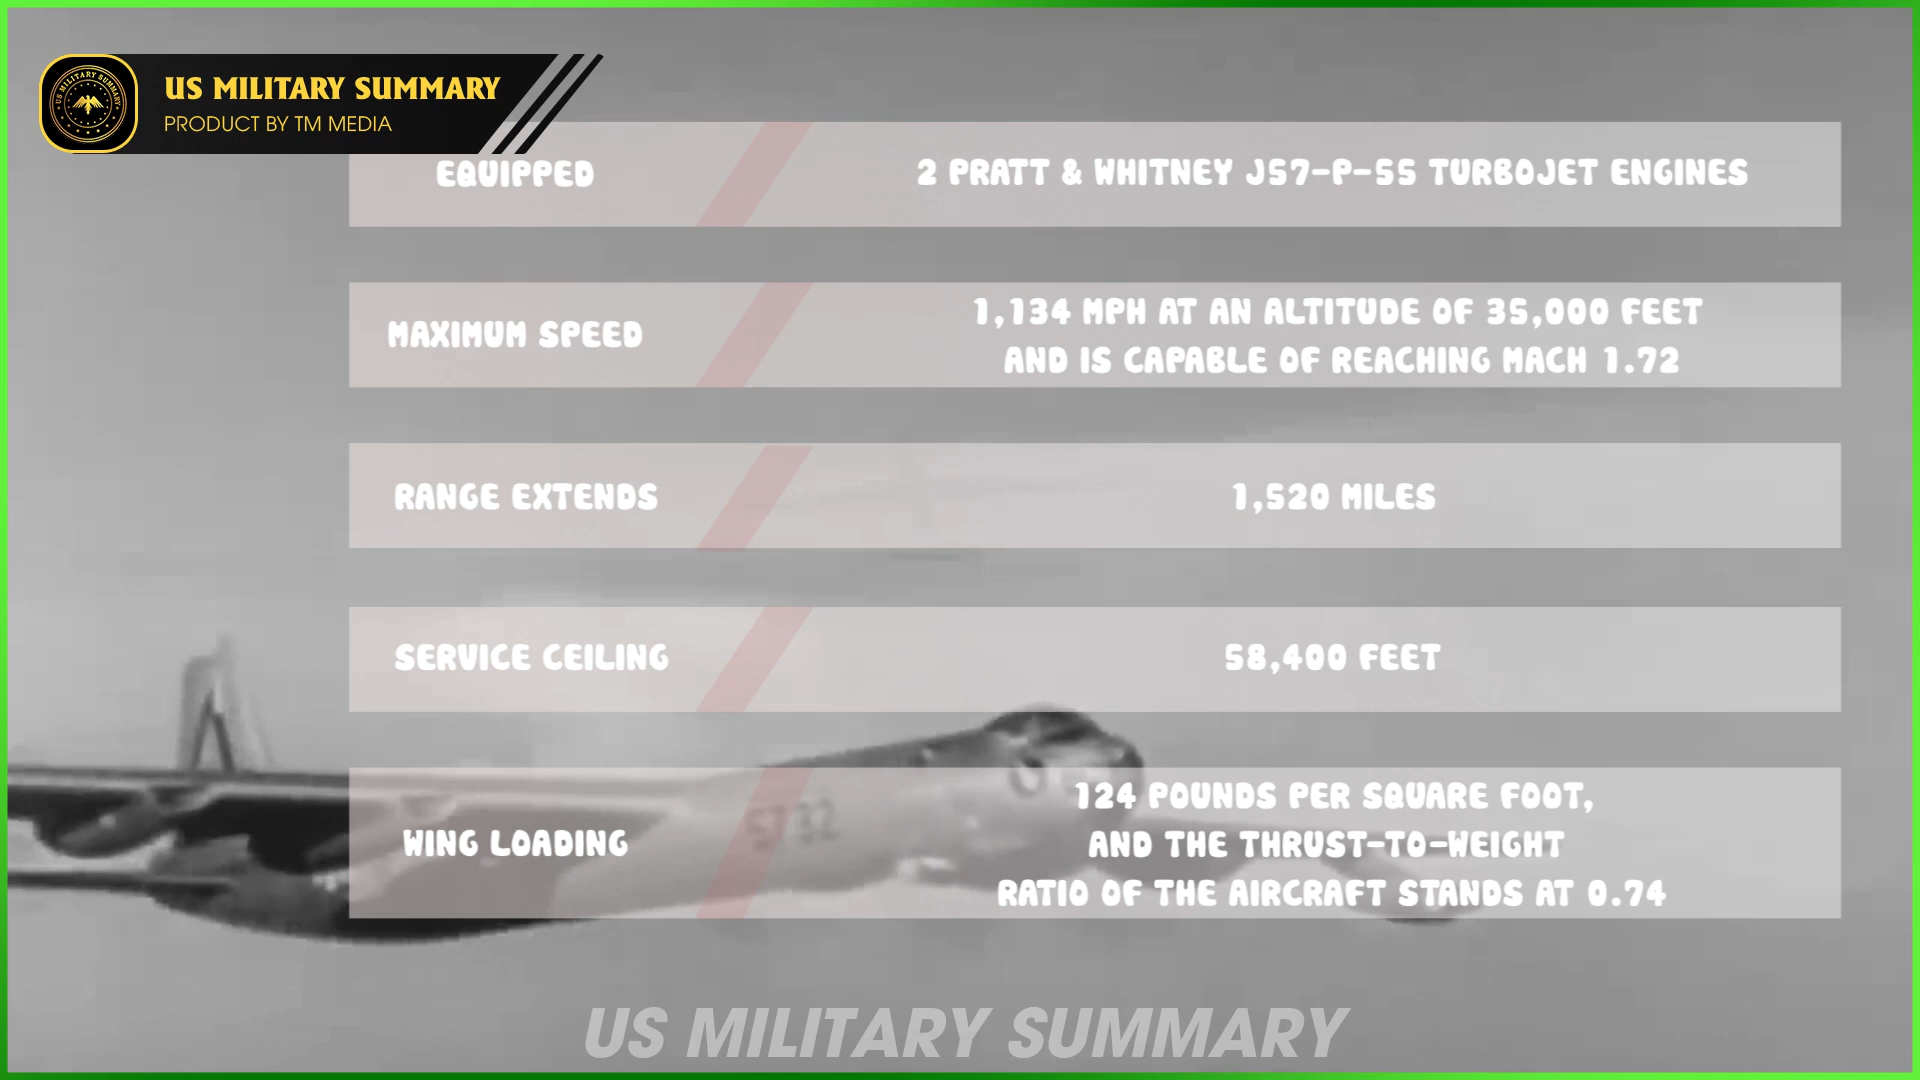 US MILITARY SUMMARY
PRODUCT BY TM MEDIA
EQUIPPED
2 PRATT & WHITNEY J57-P-55 TURBOJET ENGINES
MAXIMUM SPEED
1,134 MPH AT AN ALTITUDE OF 35,000 FEET
AND IS CAPABLE OF REACHING MACH 1.72
RANGE EXTENDS
1,520 MILES
SERVICE CEILING
58,400 FEET
WING LOADING
124 POUNDS PER SQUARE FOOT,
AND THE THRUST-TO-WEIGHT
RATIO OF THE AIRCRAFT STANDS AT 0.74
US MILITARY SUMMARY